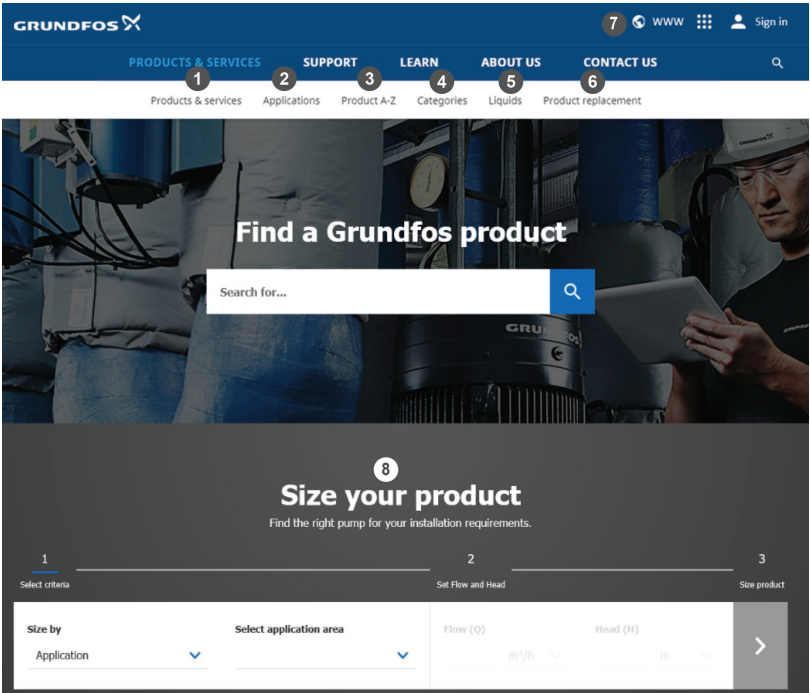 GRUNDFOS
7 WWW Sign in
PRODUCTS & SERVICES SUPPORT LEARN ABOUT US CONTACT US
1 2 3 4 5 6
Products & services Applications Product A-Z Categories Liquids Product replacement
GRUNDFOS
Find a Grundfos product
Search for...
GRU
8
Size your product
Find the right pump for your installation requirements.
1 2 3
Select criteria Set Flow and Head Size product
Size by Select application area Flow (Q) Head (H)
Application m³/h m